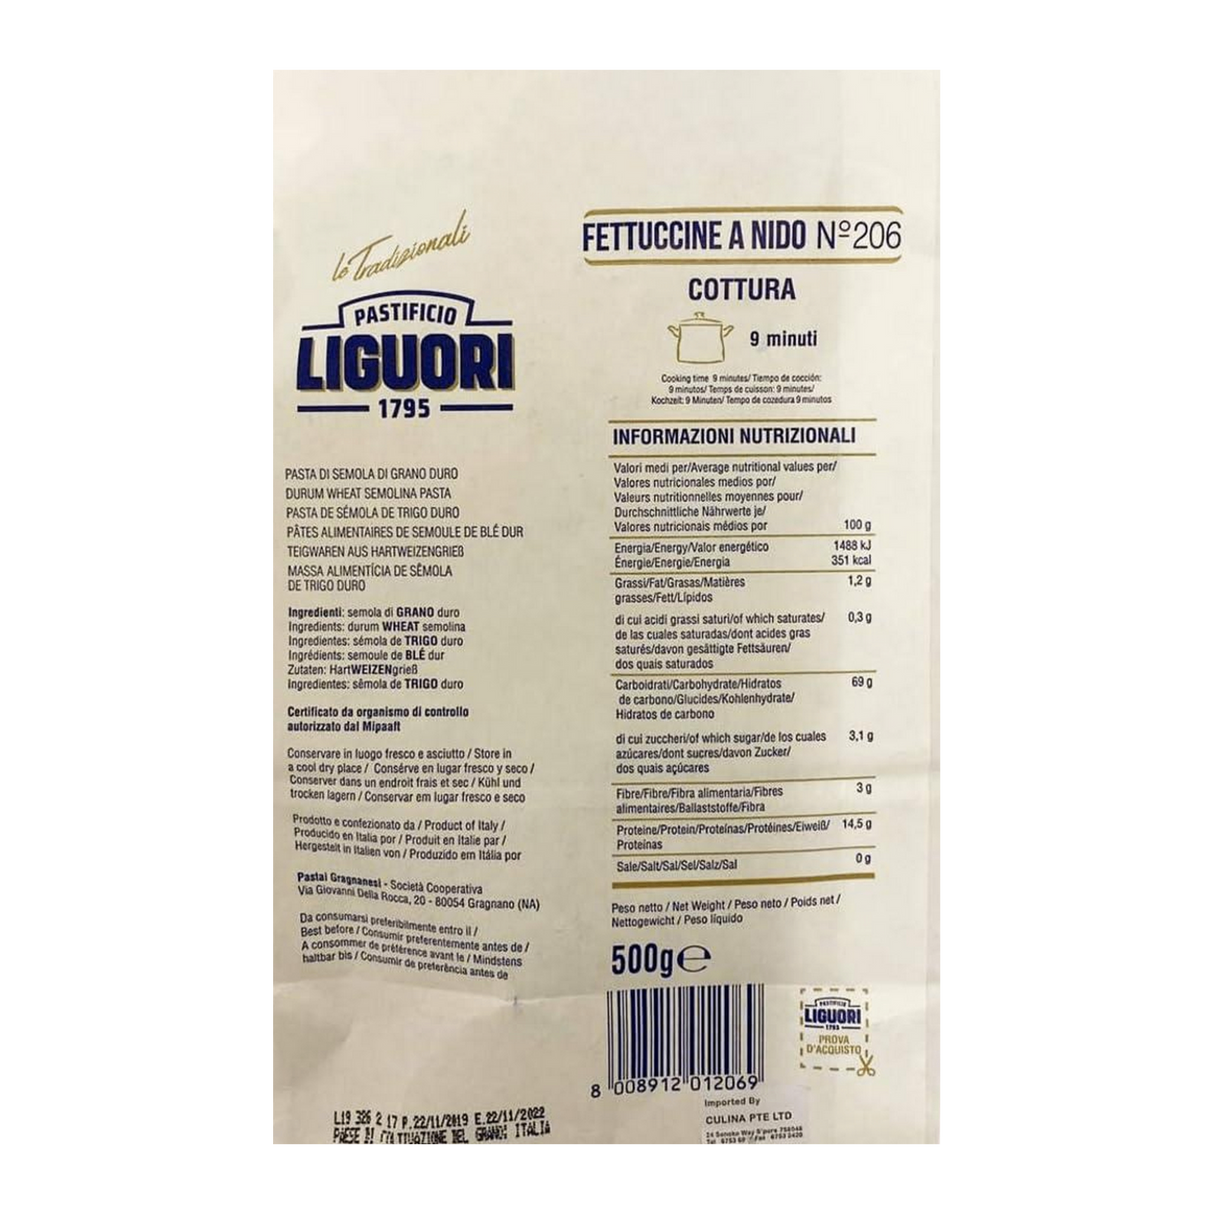 le Tradizionali
PASTIFICIO
LIGUORI
1795
PASTA DI SEMOLA DI GRANO DURO
DURUM WHEAT SEMOLINA PASTA
PASTA DE SÉMOLA DE TRIGO DURO
PÂTES ALIMENTAIRES DE SEMOULE DE BLÉ DUR
TEIGWAREN AUS HARTWEIZENGRIEß
MASSA ALIMENTÍCIA DE SÊMOLA
DE TRIGO DURO
Ingredienti: semola di GRANO duro
Ingredients: durum WHEAT semolina
Ingredientes: sémola de TRIGO duro
Ingrédients: semoule de BLÉ dur
Zutaten: HartWEIZENgrieß
Ingredientes: sêmola de TRIGO duro
Certificato da organismo di controllo
autorizzato dal Mipaaft
Conservare in luogo fresco e asciutto / Store in
a cool dry place / Consérve en lugar fresco y seco /
Conserver dans un endroit frais et sec / Kühl und
trocken lagern / Conservar em lugar fresco e seco
Prodotto e confezionato da / Product of Italy /
Producido en Italia por / Produit en Italie par /
Hergestelt in Italien von / Produzido em Itália por
Pastai Gragnanesi - Società Cooperativa
Via Giovanni Della Rocca, 20 - 80054 Gragnano (NA)
Da consumarsi preferibilmente entro il /
Best before / Consumir preferentemente antes de /
A consommer de préférence avant le / Mindstens
haltbar bis / Consumir de preferência antes de
L19 326 2 17 P.22/11/2019 E.22/11/2022
PAESE DI COLTIVAZIONE DEL GRANO: ITALIA
FETTUCCINE A NIDO Nº206
COTTURA
9 minuti
Cooking time 9 minutes/ Tiempo de cocción:
9 minutos/ Temps de cuisson: 9 minutes/
Kochzeit: 9 Minuten/ Tempo de cozedura 9 minutos
INFORMAZIONI NUTRIZIONALI
Valori medi per/Average nutritional values per/
Valores nutricionales medios por/
Valeurs nutritionnelles moyennes pour/
Durchschnittliche Nährwerte je/
Valores nutricionais médios por 100 g
Energia/Energy/Valor energético 1488 kJ
Énergie/Energie/Energia 351 kcal
Grassi/Fat/Grasas/Matières 1,2 g
grasses/Fett/Lípidos
di cui acidi grassi saturi/of which saturates/ 0,3 g
de las cuales saturadas/dont acides gras
saturés/davon gesättigte Fettsäuren/
dos quais saturados
Carboidrati/Carbohydrate/Hidratos 69 g
de carbono/Glucides/Kohlenhydrate/
Hidratos de carbono
di cui zuccheri/of which sugar/de los cuales 3,1 g
azúcares/dont sucres/davon Zucker/
dos quais açúcares
Fibre/Fibre/Fibra alimentaria/Fibres 3 g
alimentaires/Ballaststoffe/Fibra
Proteine/Protein/Proteínas/Protéines/Eiweiß/ 14,5 g
Proteínas
Sale/Salt/Sal/Sel/Salz/Sal 0 g
Peso netto / Net Weight / Peso neto / Poids net /
Nettogewicht / Peso líquido
500g℮
8 008912 012069
PASTIFICIO
LIGUORI
1795
PROVA
D'ACQUISTO
Imported By
CULINA PTE LTD
24 Senoko Way S'pore 758048